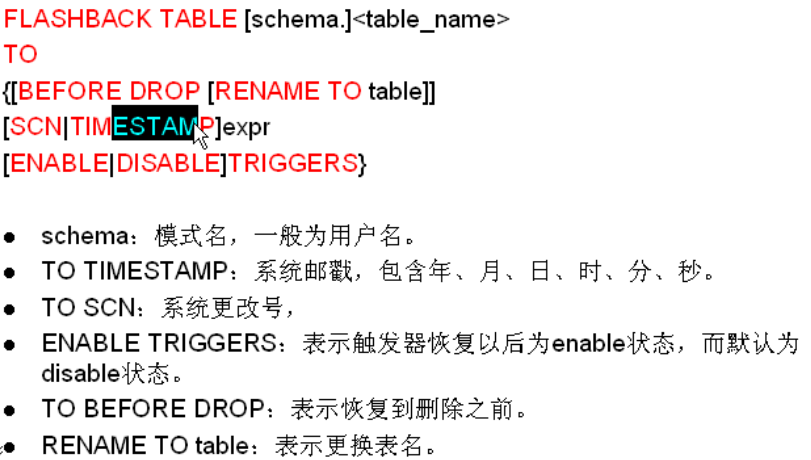 FLASHBACK TABLE [schema.]<table_name>
TO
{[BEFORE DROP [RENAME TO table]]
[SCN|TIMESTAMP]expr
[ENABLE|DISABLE]TRIGGERS}
● schema：模式名，一般为用户名。
● TO TIMESTAMP：系统邮戳，包含年、月、日、时、分、秒。
● TO SCN：系统更改号，
● ENABLE TRIGGERS：表示触发器恢复以后为enable状态，而默认为
disable状态。
● TO BEFORE DROP：表示恢复到删除之前。
● RENAME TO table：表示更换表名。